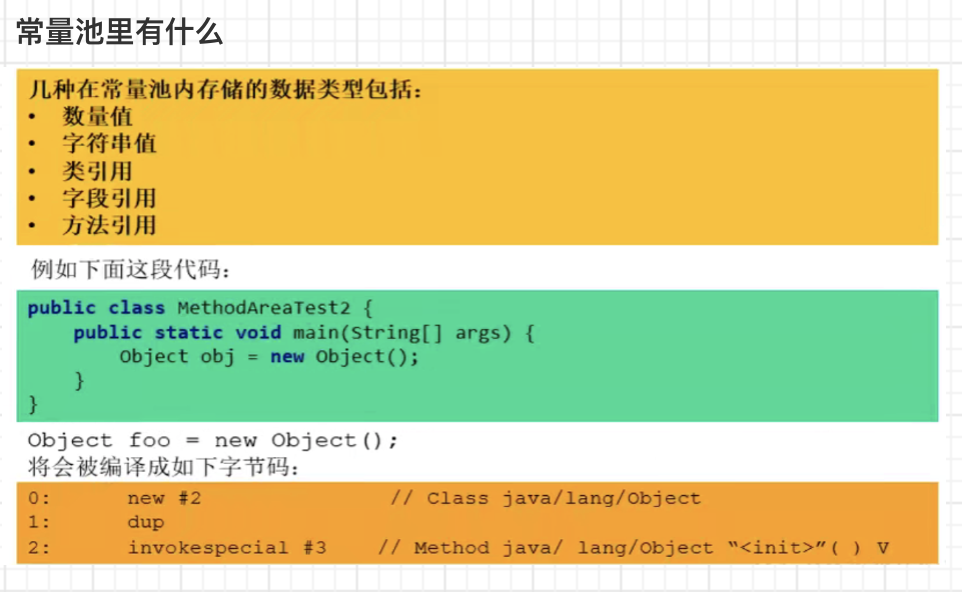 常量池里有什么
几种在常量池内存储的数据类型包括：
• 数量值
• 字符串值
• 类引用
• 字段引用
• 方法引用
例如下面这段代码：
public class MethodAreaTest2 {
    public static void main(String[] args) {
        Object obj = new Object();
    }
}
Object foo = new Object();
将会被编译成如下字节码：
0: new #2 // Class java/lang/Object
1: dup
2: invokespecial #3 // Method java/ lang/Object “<init>”( ) V